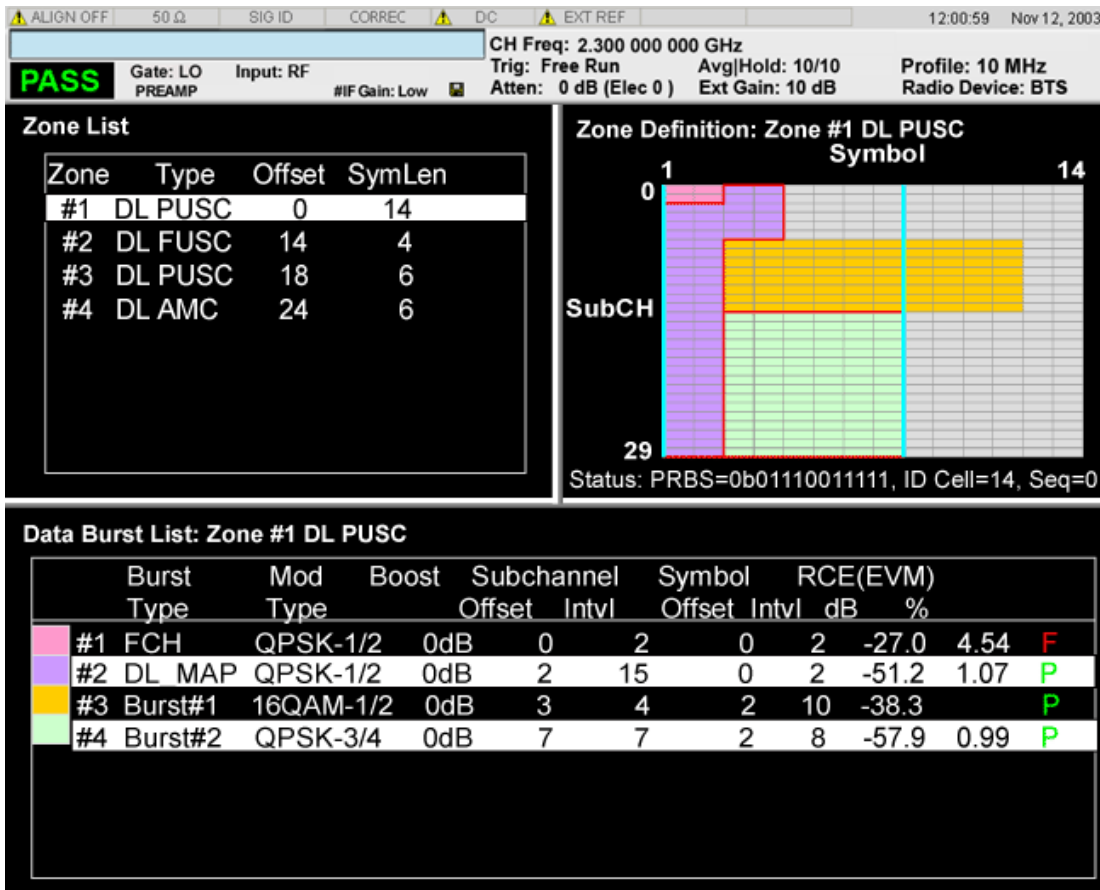 ALIGN OFF 50 Ω SIG ID CORREC DC EXT REF 12:00:59 Nov 12, 2003
CH Freq: 2.300 000 000 GHz
PASS Gate: LO Input: RF Trig: Free Run Avg|Hold: 10/10 Profile: 10 MHz
PREAMP #IF Gain: Low Atten: 0 dB (Elec 0 ) Ext Gain: 10 dB Radio Device: BTS
Zone List
Zone Type Offset SymLen
#1 DL PUSC 0 14
#2 DL FUSC 14 4
#3 DL PUSC 18 6
#4 DL AMC 24 6
Zone Definition: Zone #1 DL PUSC
Symbol
1 14
0
SubCH
29
Status: PRBS=0b01110011111, ID Cell=14, Seq=0
Data Burst List: Zone #1 DL PUSC
Burst Mod Boost Subchannel Symbol RCE(EVM)
Type Type Offset Intvl Offset Intvl dB %
#1 FCH QPSK-1/2 0dB 0 2 0 2 -27.0 4.54 F
#2 DL_MAP QPSK-1/2 0dB 2 15 0 2 -51.2 1.07 P
#3 Burst#1 16QAM-1/2 0dB 3 4 2 10 -38.3 P
#4 Burst#2 QPSK-3/4 0dB 7 7 2 8 -57.9 0.99 P